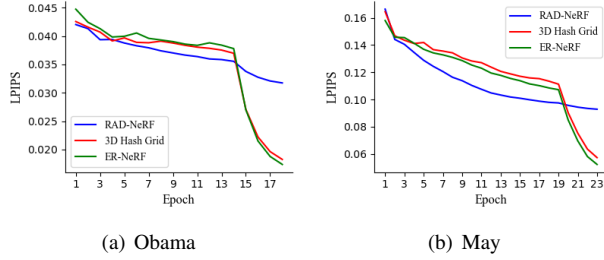 0.045
0.040
0.035
0.030
0.025
0.020
LPIPS
RAD-NeRF
3D Hash Grid
ER-NeRF
1 3 5 7 9 11 13 15 17
Epoch
(a) Obama
0.16
0.14
0.12
0.10
0.08
0.06
LPIPS
RAD-NeRF
3D Hash Grid
ER-NeRF
1 3 5 7 9 11 13 15 17 19 21 23
Epoch
(b) May